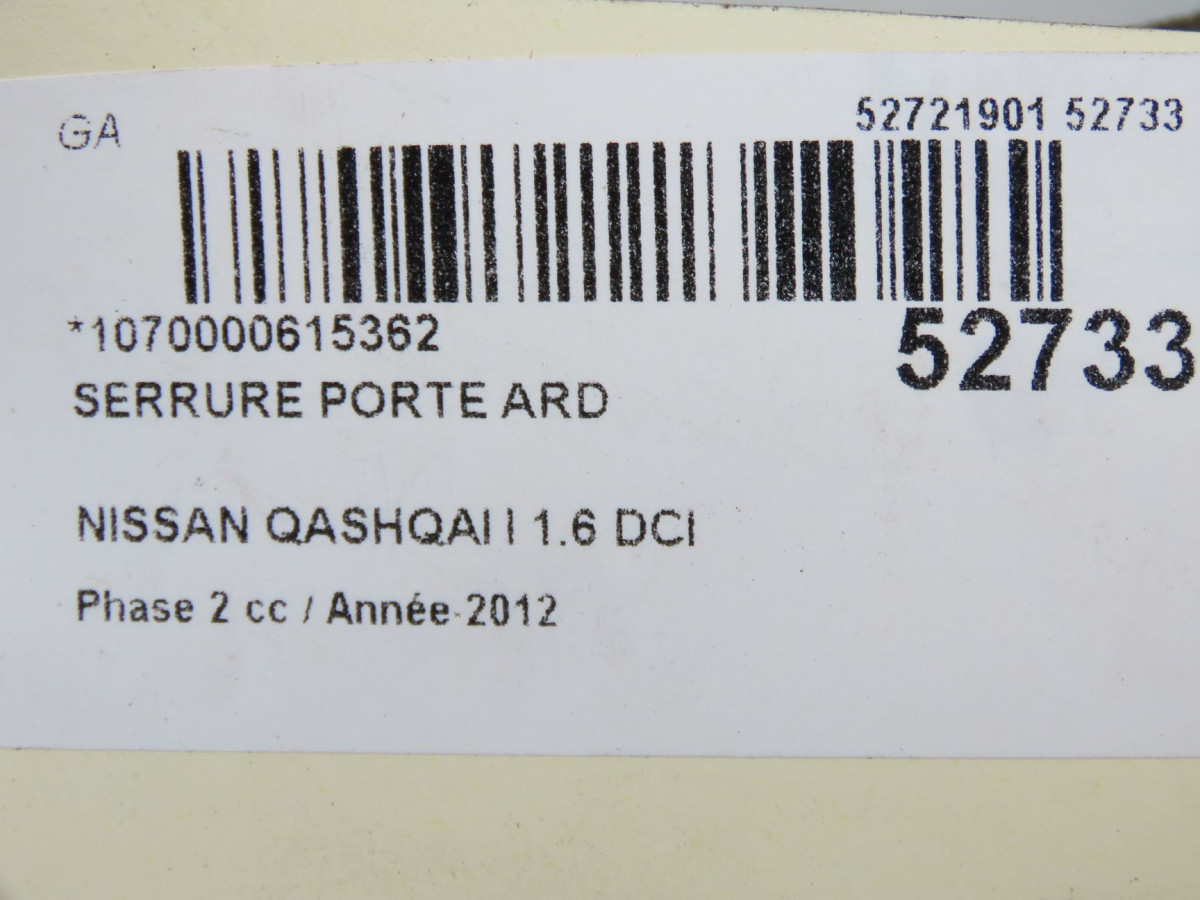 GA
52721901 52733
*1070000615362
52733
SERRURE PORTE ARD
NISSAN QASHQAI I 1.6 DCI
Phase 2 cc / Année 2012